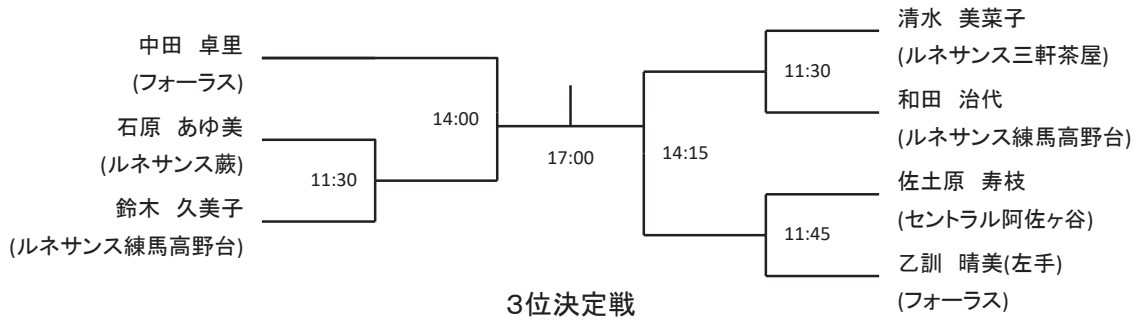 中田　卓里
(フォーラス)
石原　あゆ美
(ルネサンス蕨)
鈴木　久美子
(ルネサンス練馬高野台)
11:30
14:00
17:00
14:15
11:30
11:45
清水　美菜子
(ルネサンス三軒茶屋)
和田　治代
(ルネサンス練馬高野台)
佐土原　寿枝
(セントラル阿佐ヶ谷)
乙訓　晴美(左手)
(フォーラス)
3位決定戦